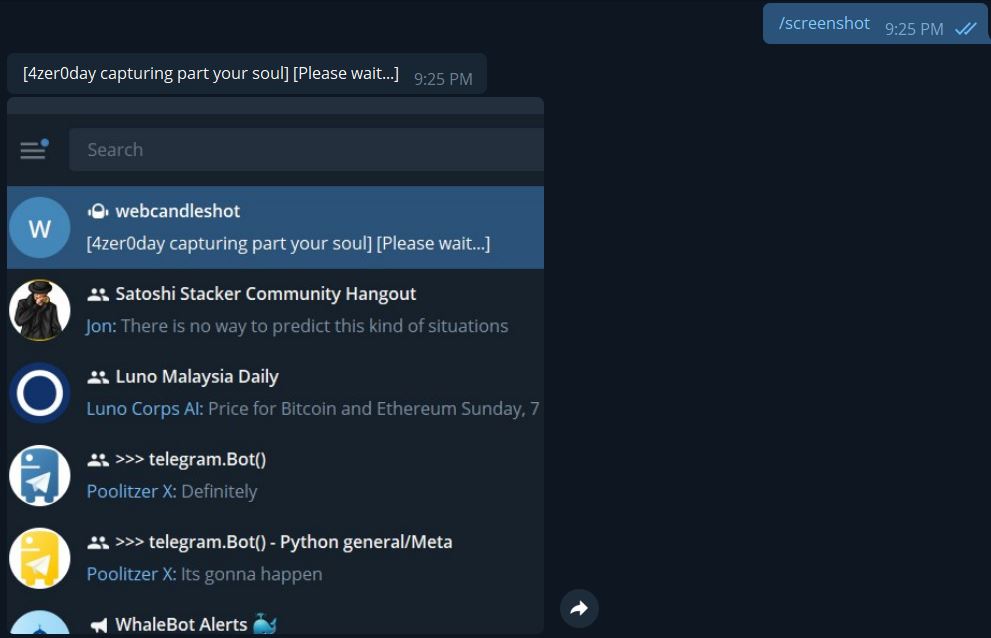 /screenshot 9:25 PM
[4zer0day capturing part your soul] [Please wait...] 9:25 PM
Search
W
webcandleshot
[4zer0day capturing part your soul] [Please wait...]
Satoshi Stacker Community Hangout
Jon: There is no way to predict this kind of situations
Luno Malaysia Daily
Luno Corps AI: Price for Bitcoin and Ethereum Sunday, 7
>>> telegram.Bot()
Poolitzer X: Definitely
>>> telegram.Bot() - Python general/Meta
Poolitzer X: Its gonna happen
WhaleBot Alerts 🐳